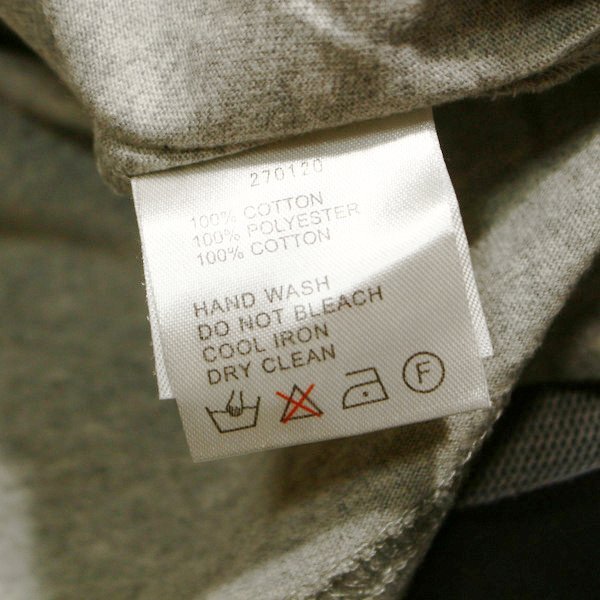 270120
100% COTTON
100% POLYESTER
100% COTTON
HAND WASH
DO NOT BLEACH
COOL IRON
DRY CLEAN
F